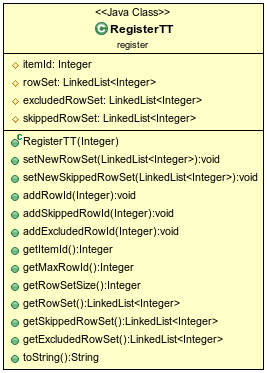 <<Java Class>>
RegisterTT
register
itemId: Integer
rowSet: LinkedList<Integer>
excludedRowSet: LinkedList<Integer>
skippedRowSet: LinkedList<Integer>
RegisterTT(Integer)
setNewRowSet(LinkedList<Integer>):void
setNewSkippedRowSet(LinkedList<Integer>):void
addRowId(Integer):void
addSkippedRowId(Integer):void
addExcludedRowId(Integer):void
getItemId():Integer
getMaxRowId():Integer
getRowSetSize():Integer
getRowSet():LinkedList<Integer>
getSkippedRowSet():LinkedList<Integer>
getExcludedRowSet():LinkedList<Integer>
toString():String